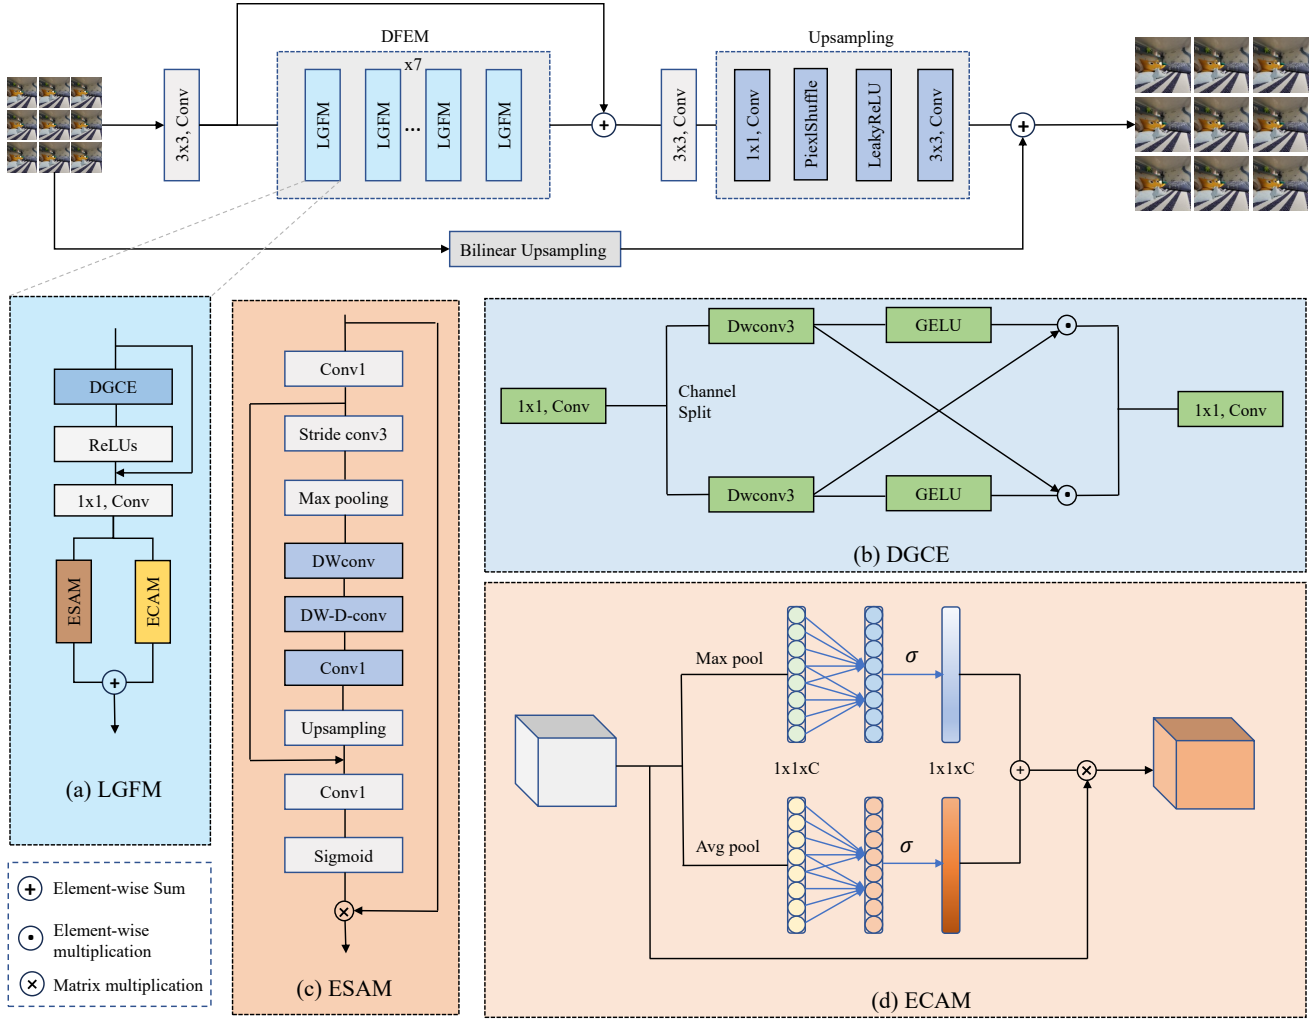 DFEM
x7
Upsampling
3x3, Conv
LGFM
LGFM
...
LGFM
LGFM
3x3, Conv
1x1, Conv
PiexlShuffle
LeakyReLU
3x3, Conv
Bilinear Upsampling
DGCE
ReLUs
1x1, Conv
ESAM
ECAM
(a) LGFM
Element-wise Sum
Element-wise
multiplication
Matrix multiplication
Conv1
Stride conv3
Max pooling
DWconv
DW-D-conv
Conv1
Upsampling
Conv1
Sigmoid
(c) ESAM
1x1, Conv
Channel
Split
Dwconv3
GELU
Dwconv3
GELU
1x1, Conv
(b) DGCE
Max pool
σ
1x1xC
1x1xC
Avg pool
σ
(d) ECAM